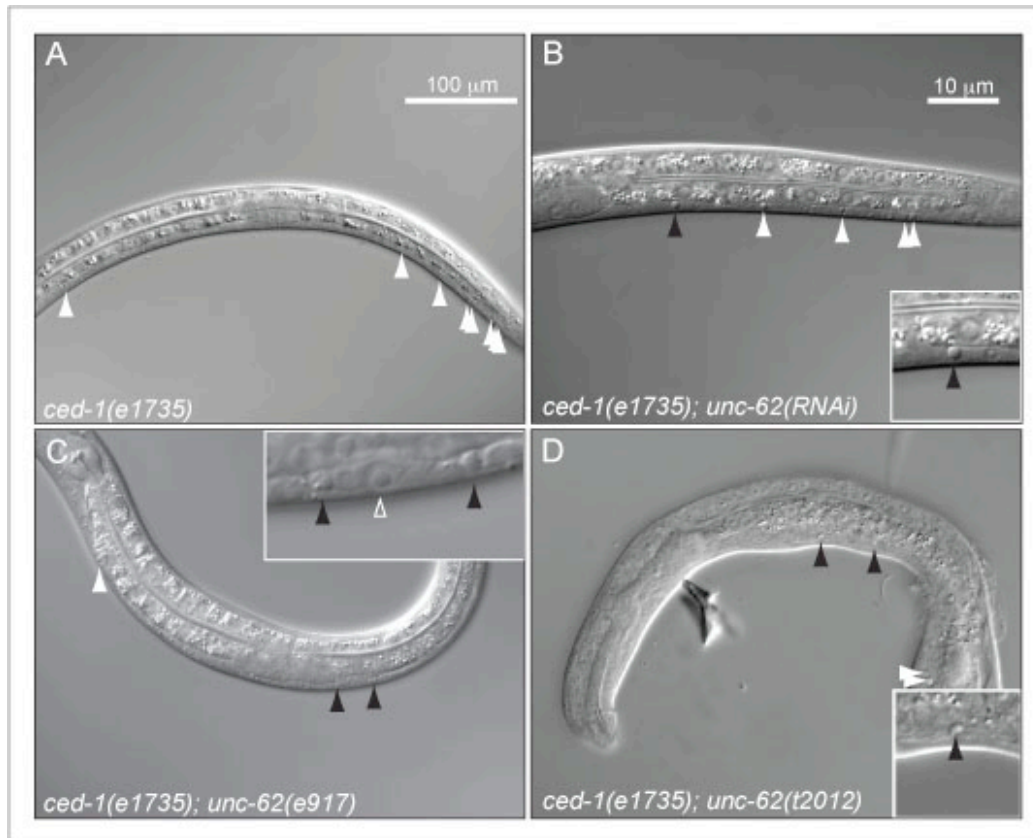 A
100 μm
ced-1(e1735)
B
10 μm
ced-1(e1735); unc-62(RNAi)
C
ced-1(e1735); unc-62(e917)
D
ced-1(e1735); unc-62(t2012)